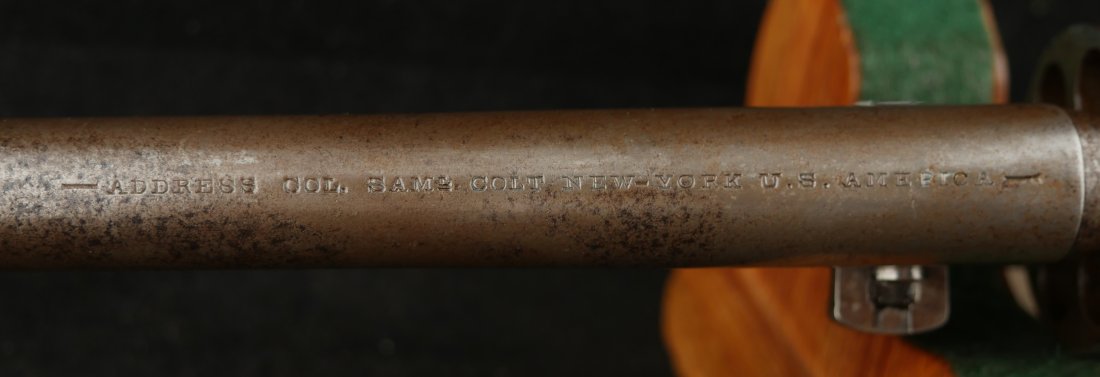 — ADDRESS COL. SAMᴸ COLT NEW-YORK U.S. AMERICA —